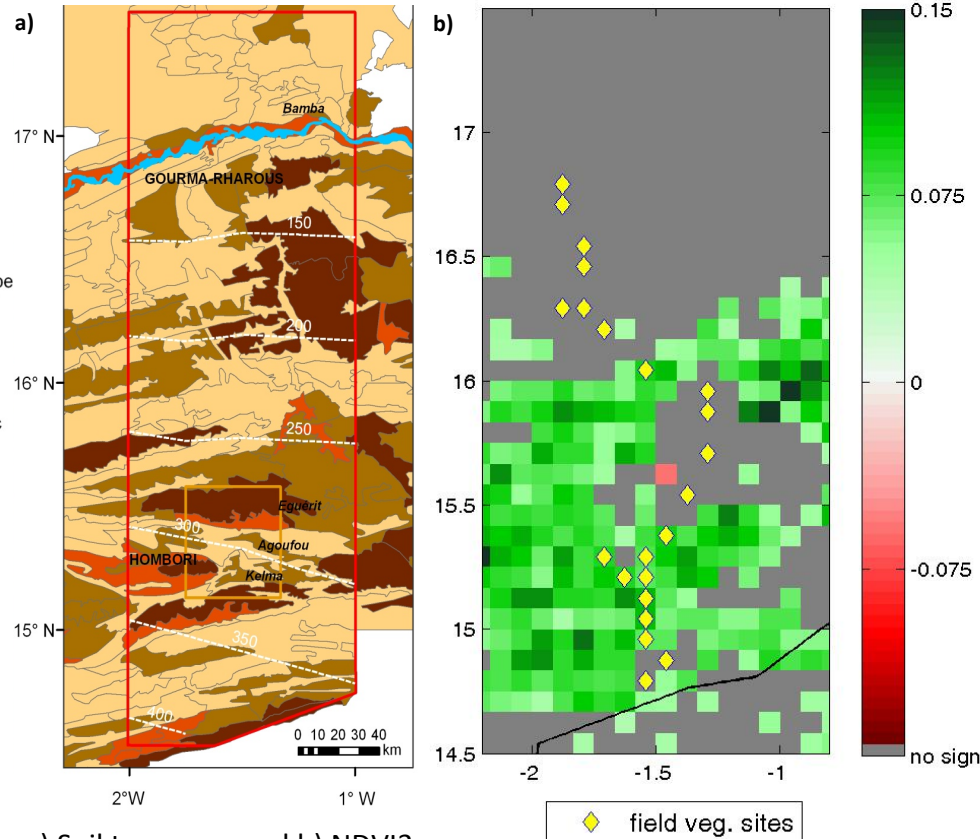 a)
b)
0.15
Bamba
17° N
17
GOURMA-RHAROUS
0.075
150
16.5
200
16° N
16
0
250
15.5
Eguérit
300
Agoufou
HOMBORI
Kelma
-0.075
15° N
15
350
400
0 10 20 30 40
km
14.5
no sign
2°W
1° W
-2
-1.5
-1
field veg. sites